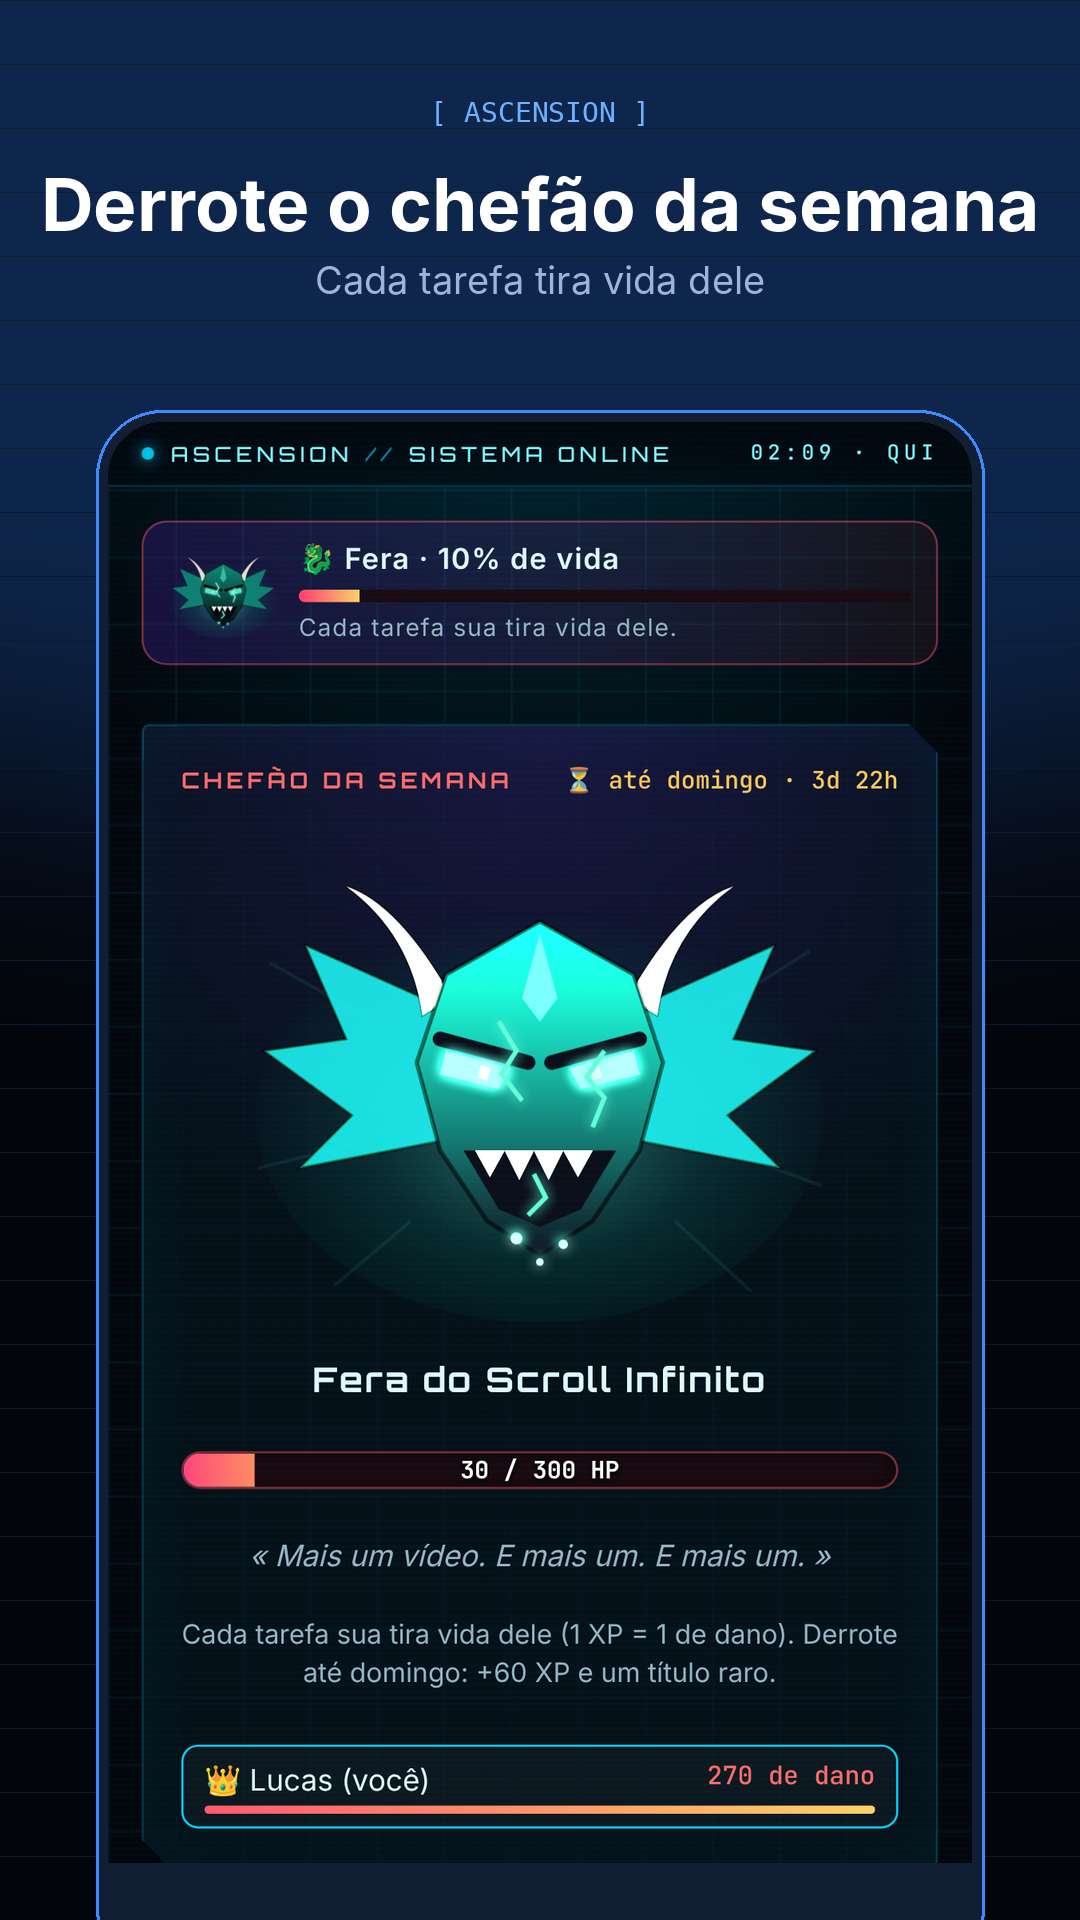 [ ASCENSION ]
Derrote o chefão da semana
Cada tarefa tira vida dele
ASCENSION // SISTEMA ONLINE
02:09 · QUI
🐉 Fera · 10% de vida
Cada tarefa sua tira vida dele.
CHEFÃO DA SEMANA
⏳ até domingo · 3d 22h
Fera do Scroll Infinito
30 / 300 HP
« Mais um vídeo. E mais um. E mais um. »
Cada tarefa sua tira vida dele (1 XP = 1 de dano). Derrote
até domingo: +60 XP e um título raro.
👑 Lucas (você)
270 de dano